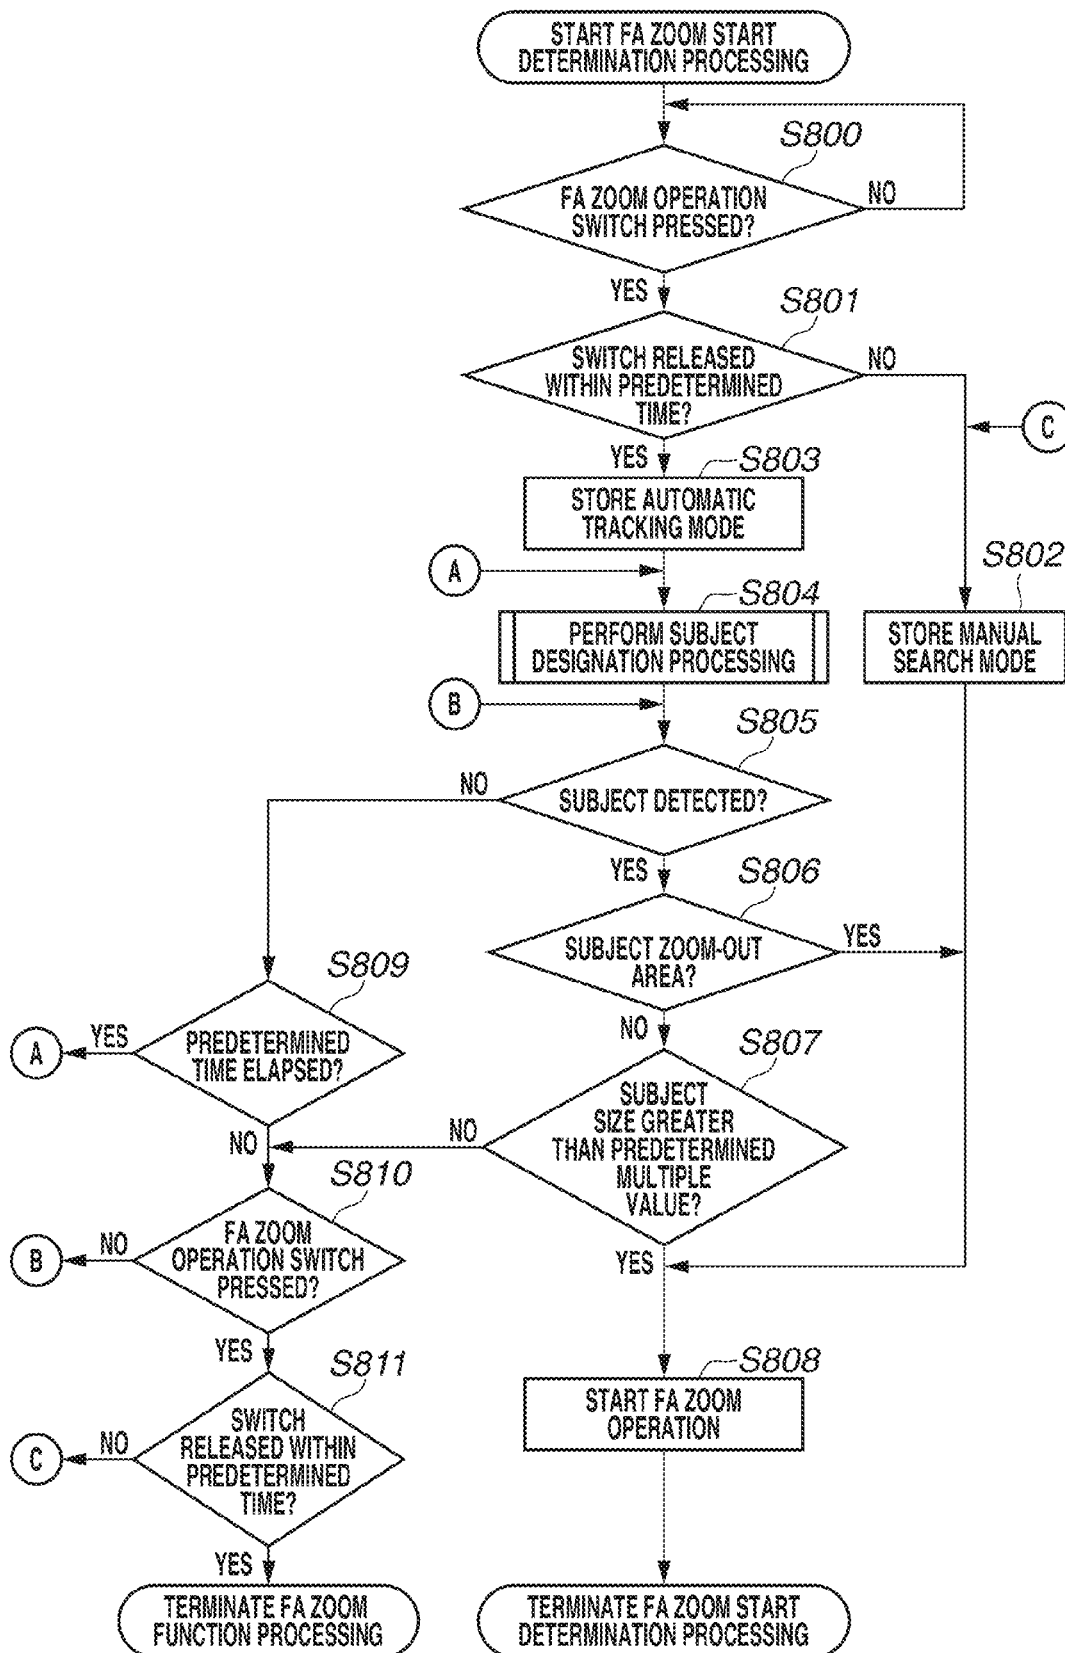 START FA ZOOM START
DETERMINATION PROCESSING
S800
FA ZOOM OPERATION
SWITCH PRESSED?
NO
YES
S801
SWITCH RELEASED
WITHIN PREDETERMINED
TIME?
NO
C
YES
S803
STORE AUTOMATIC
TRACKING MODE
A
S802
STORE MANUAL
SEARCH MODE
S804
PERFORM SUBJECT
DESIGNATION PROCESSING
B
S805
SUBJECT DETECTED?
NO
YES
S806
SUBJECT ZOOM-OUT
AREA?
YES
NO
S809
PREDETERMINED
TIME ELAPSED?
YES
A
NO
S807
SUBJECT
SIZE GREATER
THAN PREDETERMINED
MULTIPLE
VALUE?
NO
YES
S810
FA ZOOM
OPERATION SWITCH
PRESSED?
NO
B
YES
S811
SWITCH
RELEASED WITHIN
PREDETERMINED
TIME?
NO
C
YES
S808
START FA ZOOM
OPERATION
TERMINATE FA ZOOM
FUNCTION PROCESSING
TERMINATE FA ZOOM START
DETERMINATION PROCESSING